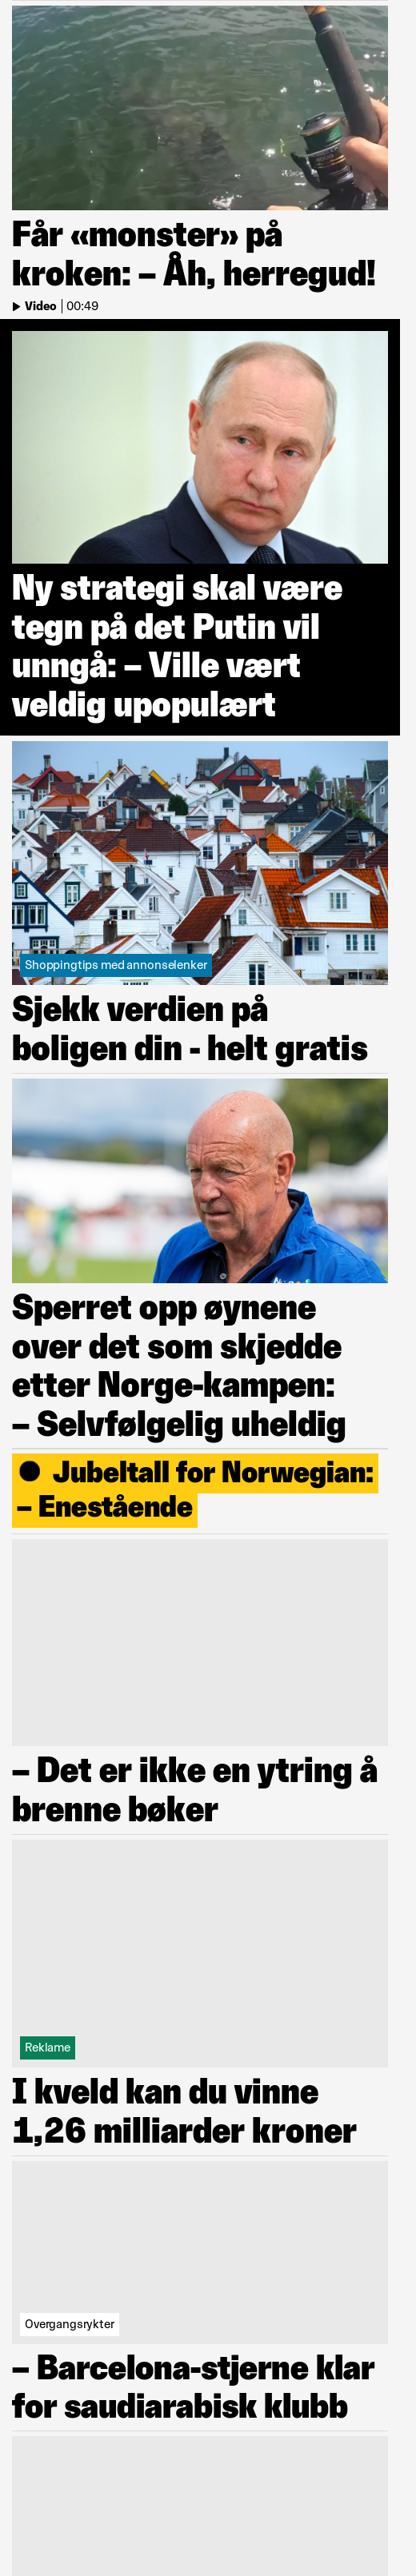 Får «monster» på
kroken: – Åh, herregud!
Video | 00:49
Ny strategi skal være
tegn på det Putin vil
unngå: – Ville vært
veldig upopulært
Shoppingtips med annonselenker
Sjekk verdien på
boligen din - helt gratis
Sperret opp øynene
over det som skjedde
etter Norge-kampen:
– Selvfølgelig uheldig
Jubeltall for Norwegian:
– Enestående
– Det er ikke en ytring å
brenne bøker
Reklame
I kveld kan du vinne
1,26 milliarder kroner
Overgangsrykter
– Barcelona-stjerne klar
for saudiarabisk klubb